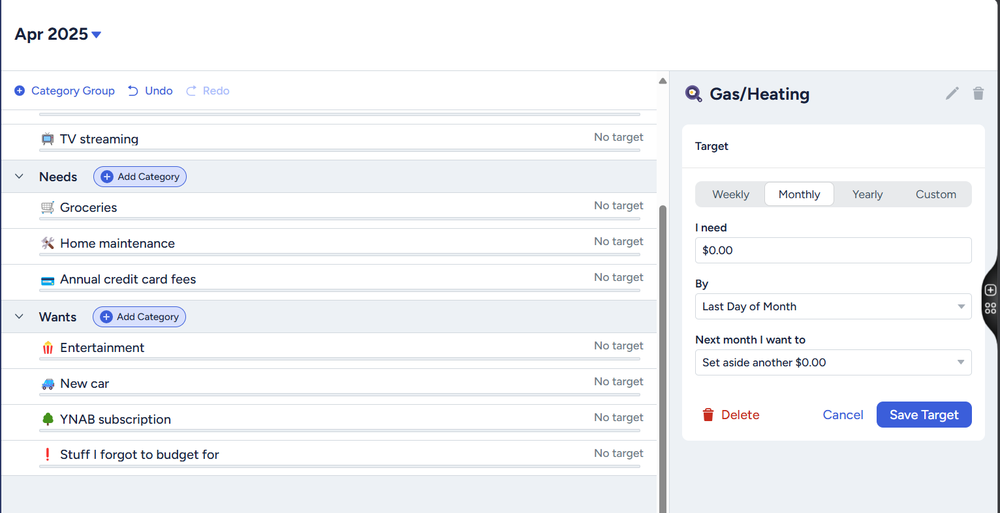 Apr 2025
Category Group Undo Redo
TV streaming No target
Needs Add Category
Groceries No target
Home maintenance No target
Annual credit card fees No target
Wants Add Category
Entertainment No target
New car No target
YNAB subscription No target
Stuff I forgot to budget for No target
Gas/Heating
Target
Weekly Monthly Yearly Custom
I need
$0.00
By
Last Day of Month
Next month I want to
Set aside another $0.00
Delete Cancel Save Target